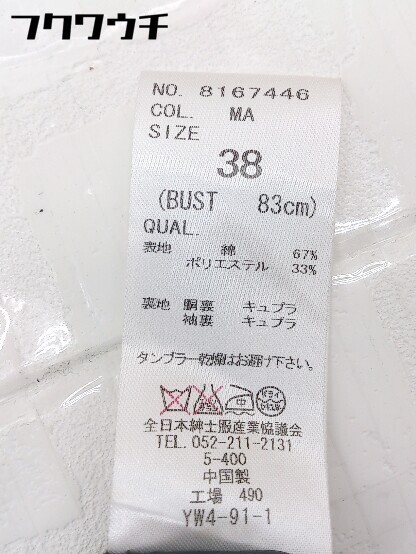 フクワウチ
NO. 8167446
COL. MA
SIZE
38
(BUST 83cm)
QUAL.
表地 綿 67%
ポリエステル 33%
裏地 胴裏 キュプラ
袖裏 キュプラ
タンブラー乾燥はお避け下さい。
中 ドライ
全日本紳士服産業協議会
TEL. 052-211-2131
5-400
中国製
工場 490
YW4-91-1